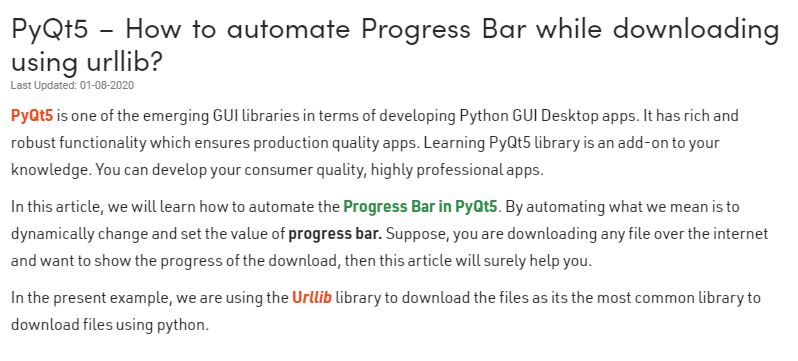 PyQt5 – How to automate Progress Bar while downloading
using urllib?
Last Updated: 01-08-2020
PyQt5 is one of the emerging GUI libraries in terms of developing Python GUI Desktop apps. It has rich and
robust functionality which ensures production quality apps. Learning PyQt5 library is an add-on to your
knowledge. You can develop your consumer quality, highly professional apps.
In this article, we will learn how to automate the Progress Bar in PyQt5. By automating what we mean is to
dynamically change and set the value of progress bar. Suppose, you are downloading any file over the internet
and want to show the progress of the download, then this article will surely help you.
In the present example, we are using the Urllib library to download the files as its the most common library to
download files using python.